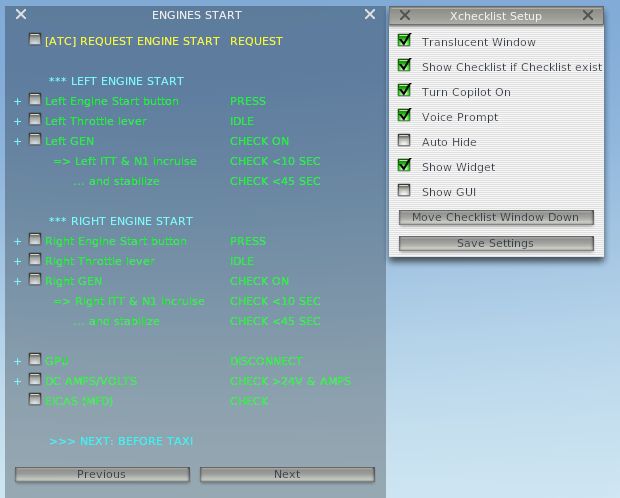 ENGINES START
[ATC] REQUEST ENGINE START REQUEST
*** LEFT ENGINE START
+ Left Engine Start button PRESS
+ Left Throttle lever IDLE
+ Left GEN CHECK ON
=> Left ITT & N1 incruise CHECK <10 SEC
... and stabilize CHECK <45 SEC
*** RIGHT ENGINE START
+ Right Engine Start button PRESS
+ Right Throttle lever IDLE
+ Right GEN CHECK ON
=> Right ITT & N1 incruise CHECK <10 SEC
... and stabilize CHECK <45 SEC
+ GPU DISCONNECT
+ DC AMPS/VOLTS CHECK >24V & AMPS
EICAS (MFD) CHECK
>>> NEXT: BEFORE TAXI
Previous Next
Xchecklist Setup
Translucent Window
Show Checklist if Checklist exist
Turn Copilot On
Voice Prompt
Auto Hide
Show Widget
Show GUI
Move Checklist Window Down
Save Settings